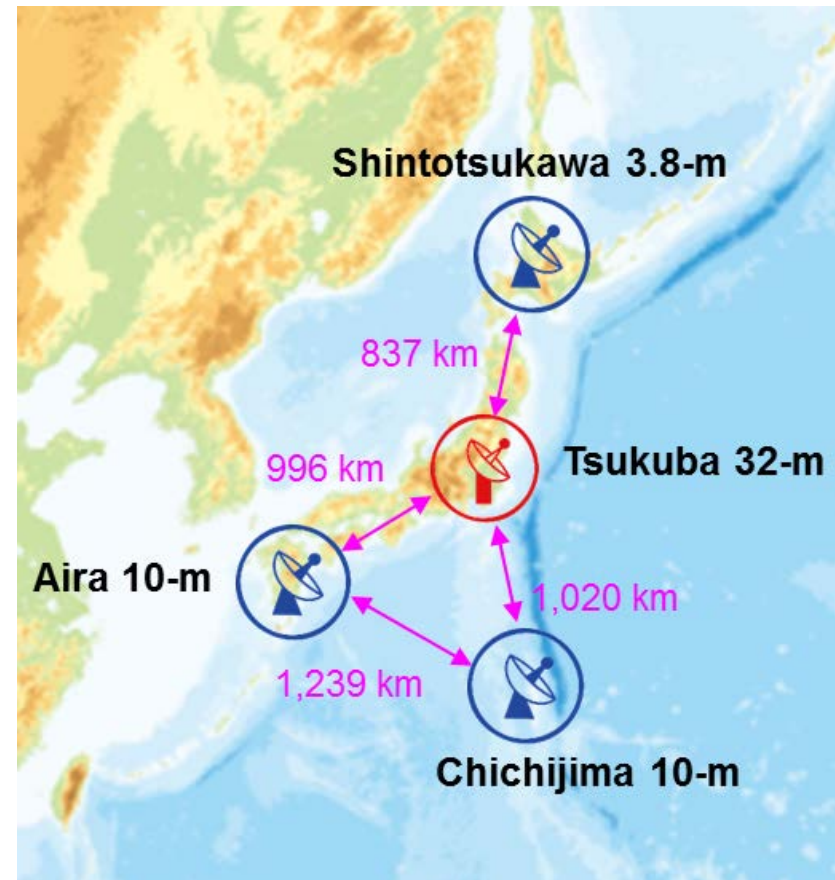 Shintotsukawa 3.8-m
837 km
996 km
Tsukuba 32-m
Aira 10-m
1,020 km
1,239 km
Chichijima 10-m